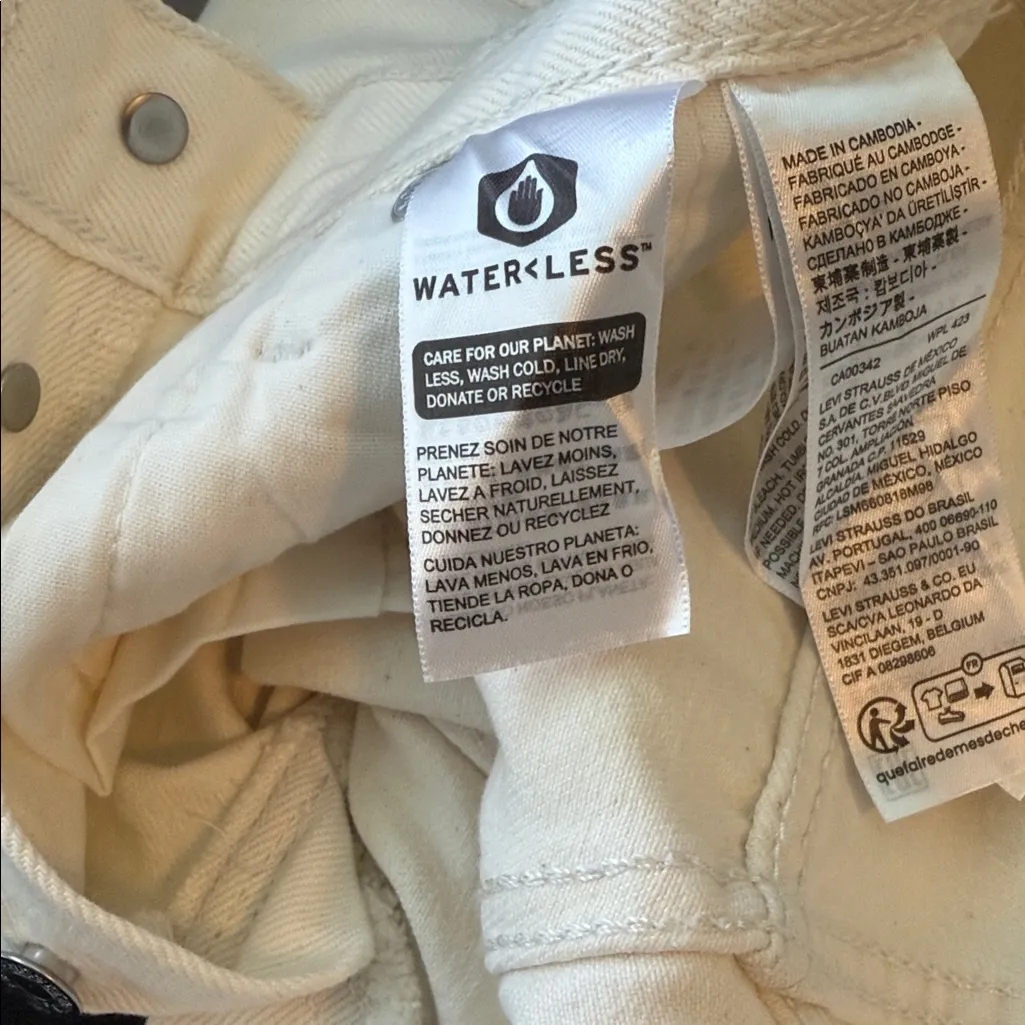 WATER<LESS™
CARE FOR OUR PLANET: WASH
LESS, WASH COLD, LINE DRY,
DONATE OR RECYCLE
PRENEZ SOIN DE NOTRE
PLANETE: LAVEZ MOINS,
LAVEZ A FROID, LAISSEZ
SECHER NATURELLEMENT,
DONNEZ OU RECYCLEZ
CUIDA NUESTRO PLANETA:
LAVA MENOS, LAVA EN FRIO,
TIENDE LA ROPA, DONA O
RECICLA.
MADE IN CAMBODIA -
FABRIQUÉ AU CAMBODGE -
FABRICADO EN CAMBOYA -
FABRICADO NO CAMBOJA -
KAMBOÇYA' DA ÜRETİLİŞTİR -
СДЕЛАНО В КАМБОДЖЕ -
柬埔寨制造 - 柬埔寨製 -
제조국 : 캄보디아 -
カンボジア製 -
BUATAN KAMBOJA
CA00342 WPL 423
LEVI STRAUSS DE MÉXICO
S.A. DE C.V. BLVD. MIGUEL DE
CERVANTES SAAVEDRA
NO. 301, TORRE NORTE PISO
7 COL. AMPLIACIÓN
GRANADA C.P. 11529
ALCALDÍA. MIGUEL HIDALGO
CIUDAD DE MÉXICO, MÉXICO
RFC: LSM860818M98
LEVI STRAUSS DO BRASIL
AV. PORTUGAL, 400 06690-110
ITAPEVI – SAO PAULO BRASIL
CNPJ: 43.351.097/0001-90
LEVI STRAUSS & CO. EU
SCA/CVA LEONARDO DA
VINCILAAN, 19 - D
1831 DIEGEM, BELGIUM
CIF A 08298606
FR
quefairedemesdeche